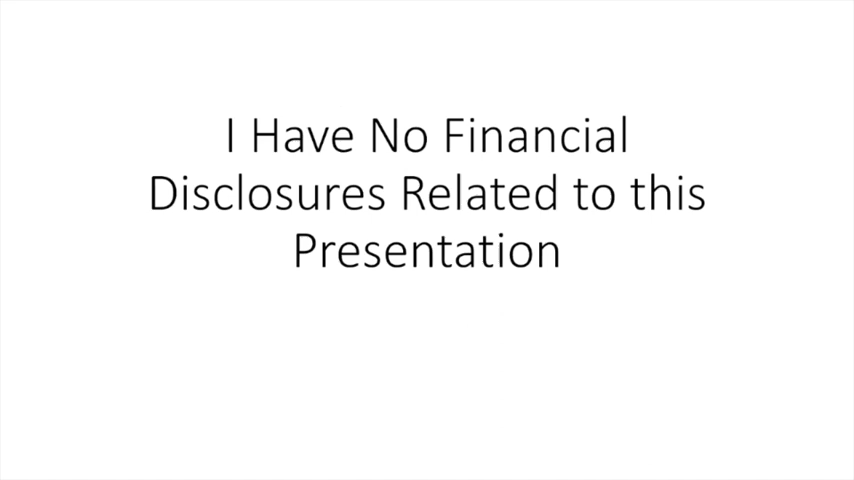 I Have No Financial
Disclosures Related to this
Presentation